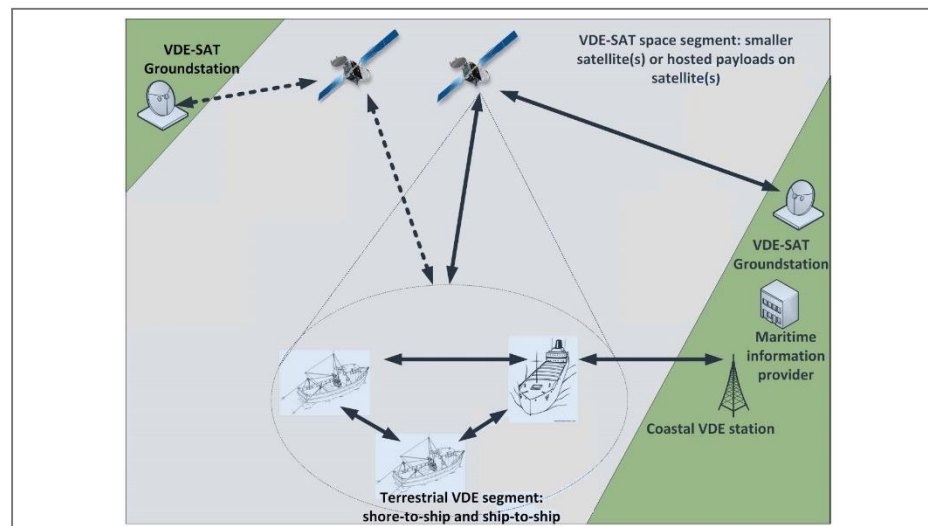 VDE-SAT
Groundstation
VDE-SAT space segment: smaller
satellite(s) or hosted payloads on
satellite(s)
VDE-SAT
Groundstation
Maritime
information
provider
Coastal VDE station
Terrestrial VDE segment:
shore-to-ship and ship-to-ship